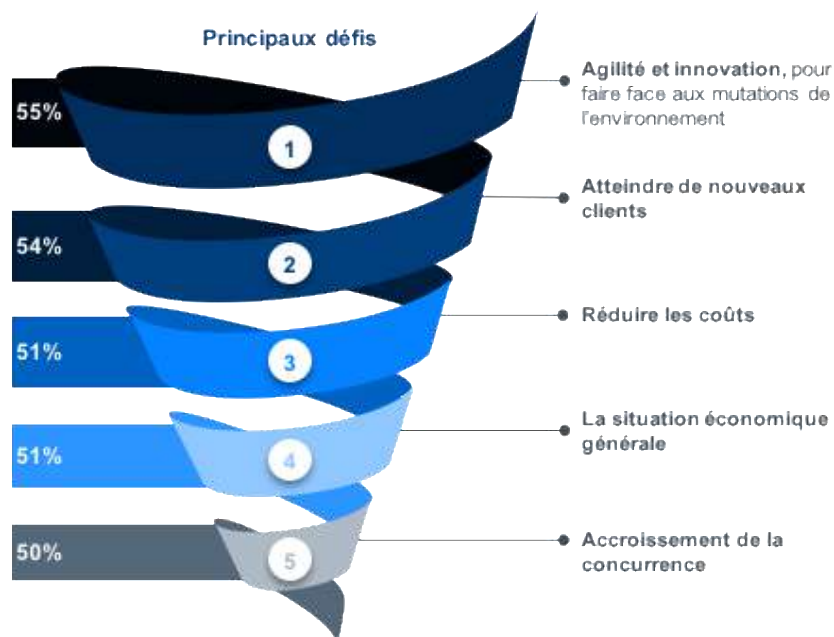 Principaux défis
55%
1
Agilité et innovation, pour
faire face aux mutations de
l'environnement
54%
2
Atteindre de nouveaux
clients
51%
3
Réduire les coûts
51%
4
La situation économique
générale
50%
5
Accroissement de la
concurrence